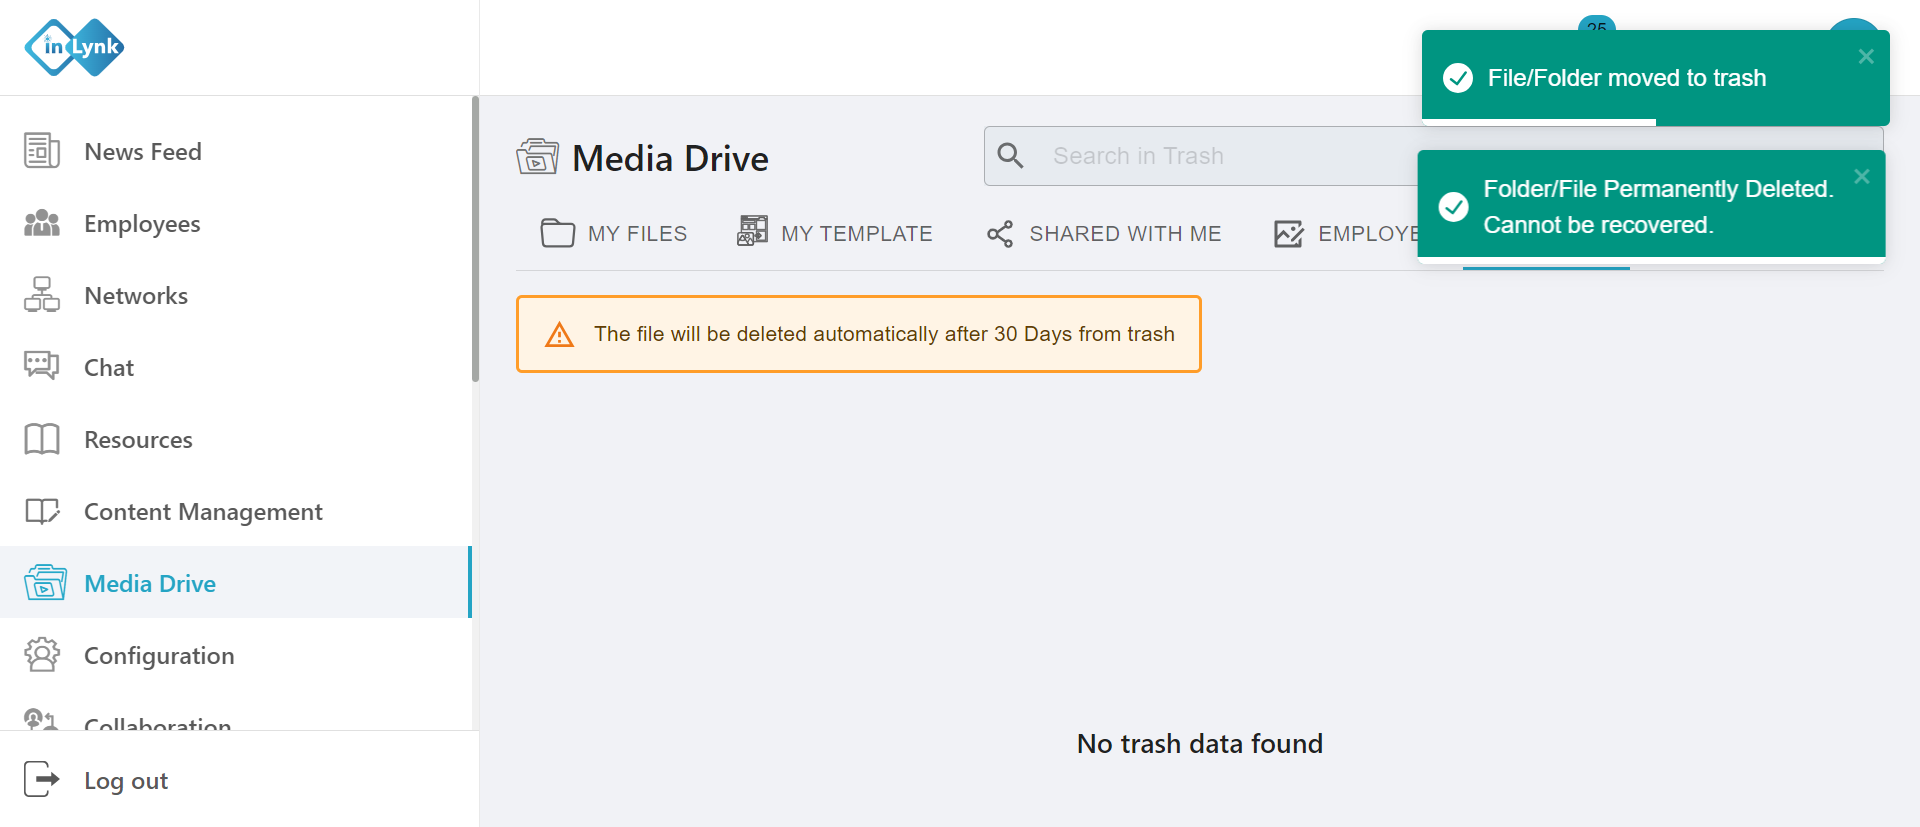 in Lynk
25
File/Folder moved to trash
News Feed
Employees
Networks
Chat
Resources
Content Management
Media Drive
Configuration
Collaboration
Log out
Media Drive
Search in Trash
Folder/File Permanently Deleted.
Cannot be recovered.
MY FILES
MY TEMPLATE
SHARED WITH ME
EMPLOYE
The file will be deleted automatically after 30 Days from trash
No trash data found